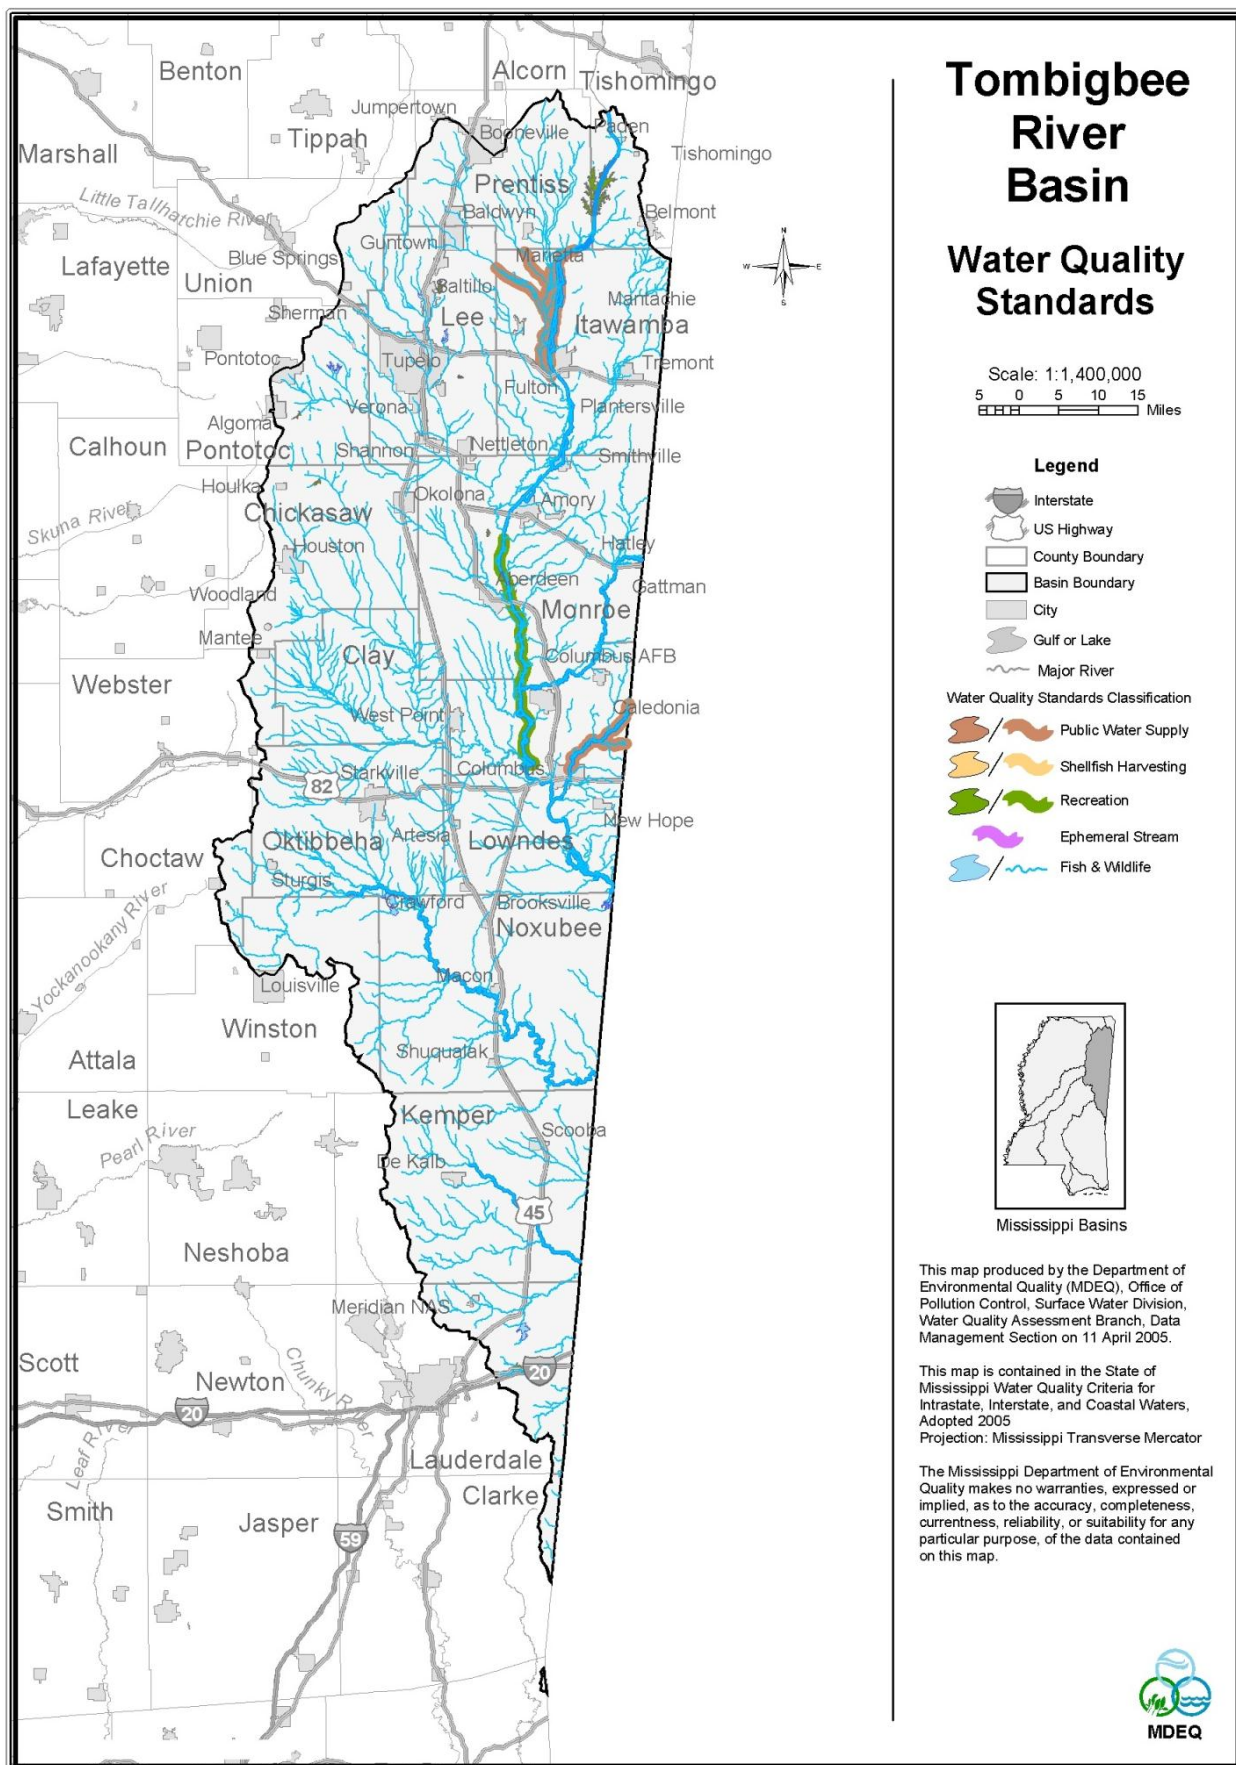 Tombigbee
River
Basin
Water Quality
Standards
N
W
E
S
Scale: 1:1,400,000
5 0 5 10 15
Miles
Legend
Interstate
US Highway
County Boundary
Basin Boundary
City
Gulf or Lake
Major River
Water Quality Standards Classification
Public Water Supply
Shellfish Harvesting
Recreation
Ephemeral Stream
Fish & Wildlife
Mississippi Basins
This map produced by the Department of
Environmental Quality (MDEQ), Office of
Pollution Control, Surface Water Division,
Water Quality Assessment Branch, Data
Management Section on 11 April 2005.
This map is contained in the State of
Mississippi Water Quality Criteria for
Intrastate, Interstate, and Coastal Waters,
Adopted 2005
Projection: Mississippi Transverse Mercator
The Mississippi Department of Environmental
Quality makes no warranties, expressed or
implied, as to the accuracy, completeness,
currentness, reliability, or suitability for any
particular purpose, of the data contained
on this map.
MDEQ
Benton
Alcorn
Tishomingo
Jumpertown
Tippah
Booneville
Paden
Marshall
Tishomingo
Prentiss
Little Tallharchie River
Baldwyn
Belmont
Guntown
Blue Springs
Marietta
Lafayette
Union
Saltillo
Mantachie
Sherman
Lee
Itawamba
Pontotoc
Tupelo
Tremont
Fulton
Verona
Plantersville
Algoma
Calhoun
Pontotoc
Shannon
Nettleton
Smithville
Houlka
Okolona
Amory
Skuna River
Chickasaw
Houston
Hatley
Aberdeen
Gattman
Woodland
Monroe
Mantee
Clay
Columbus AFB
Webster
Caledonia
West Point
Starkville
Columbus
82
New Hope
Choctaw
Oktibbeha
Artesia
Lowndes
Sturgis
Crawford
Brooksville
Noxubee
Yockanookany River
Louisville
Macon
Winston
Attala
Shuqualak
Leake
Kemper
Scooba
Pearl River
De Kalb
45
Neshoba
Meridian NAS
Scott
Newton
Chunky River
20
20
Leaf River
Lauderdale
Clarke
Smith
Jasper
59